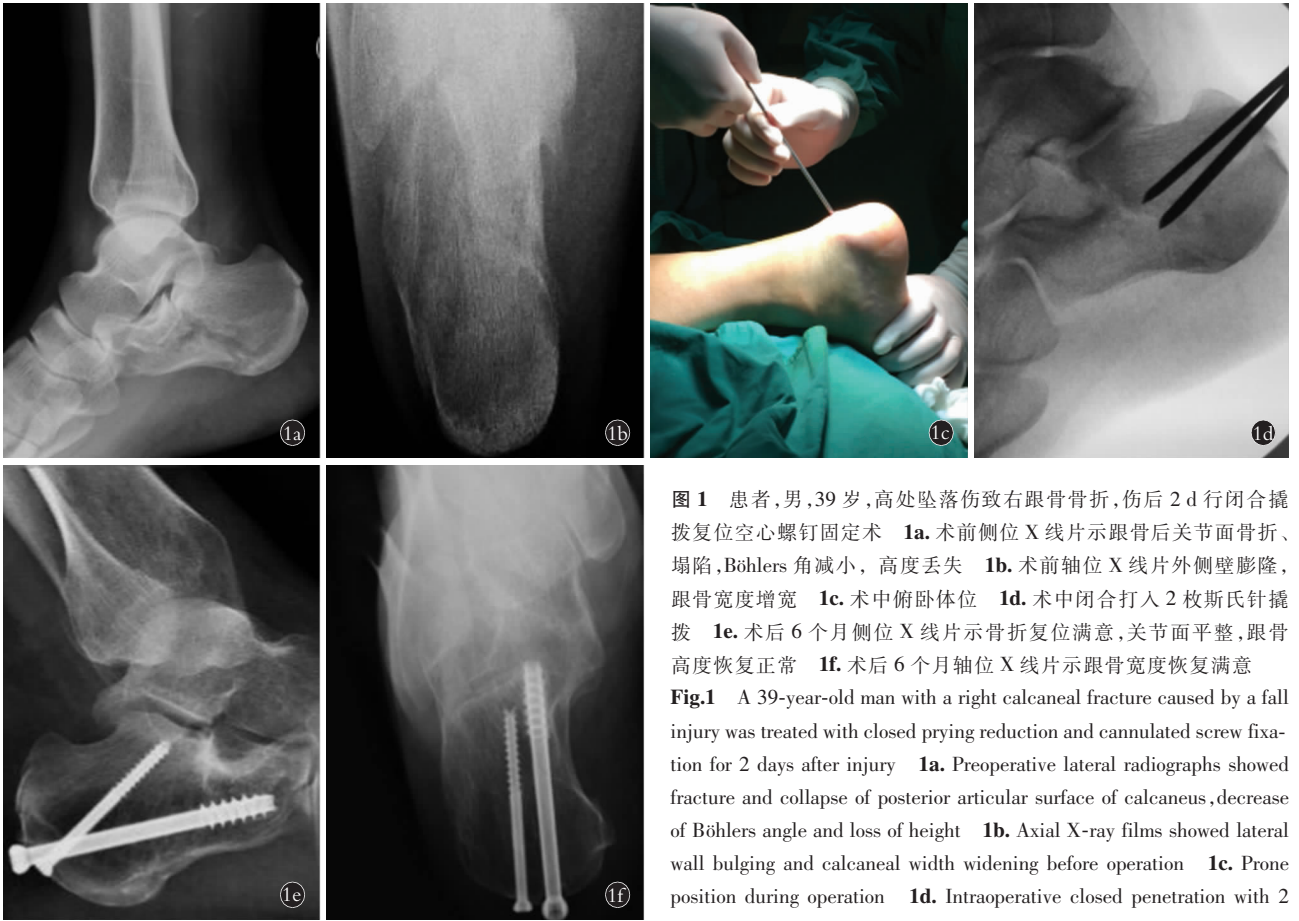 1a
1b
1c
1d
1e
1f
图 1 患者,男,39 岁,高处坠落伤致右跟骨骨折,伤后 2 d 行闭合撬
拨复位空心螺钉固定术 1a. 术前侧位 X 线片示跟骨后关节面骨折、
塌陷,Böhlers 角减小, 高度丢失 1b. 术前轴位 X 线片外侧壁膨隆,
跟骨宽度增宽 1c. 术中俯卧体位 1d. 术中闭合打入 2 枚斯氏针撬
拨 1e. 术后 6 个月侧位 X 线片示骨折复位满意,关节面平整,跟骨
高度恢复正常 1f. 术后 6 个月轴位 X 线片示跟骨宽度恢复满意
Fig.1 A 39-year-old man with a right calcaneal fracture caused by a fall
injury was treated with closed prying reduction and cannulated screw fixa-
tion for 2 days after injury 1a. Preoperative lateral radiographs showed
fracture and collapse of posterior articular surface of calcaneus,decrease
of Böhlers angle and loss of height 1b. Axial X-ray films showed lateral
wall bulging and calcaneal width widening before operation 1c. Prone
position during operation 1d. Intraoperative closed penetration with 2